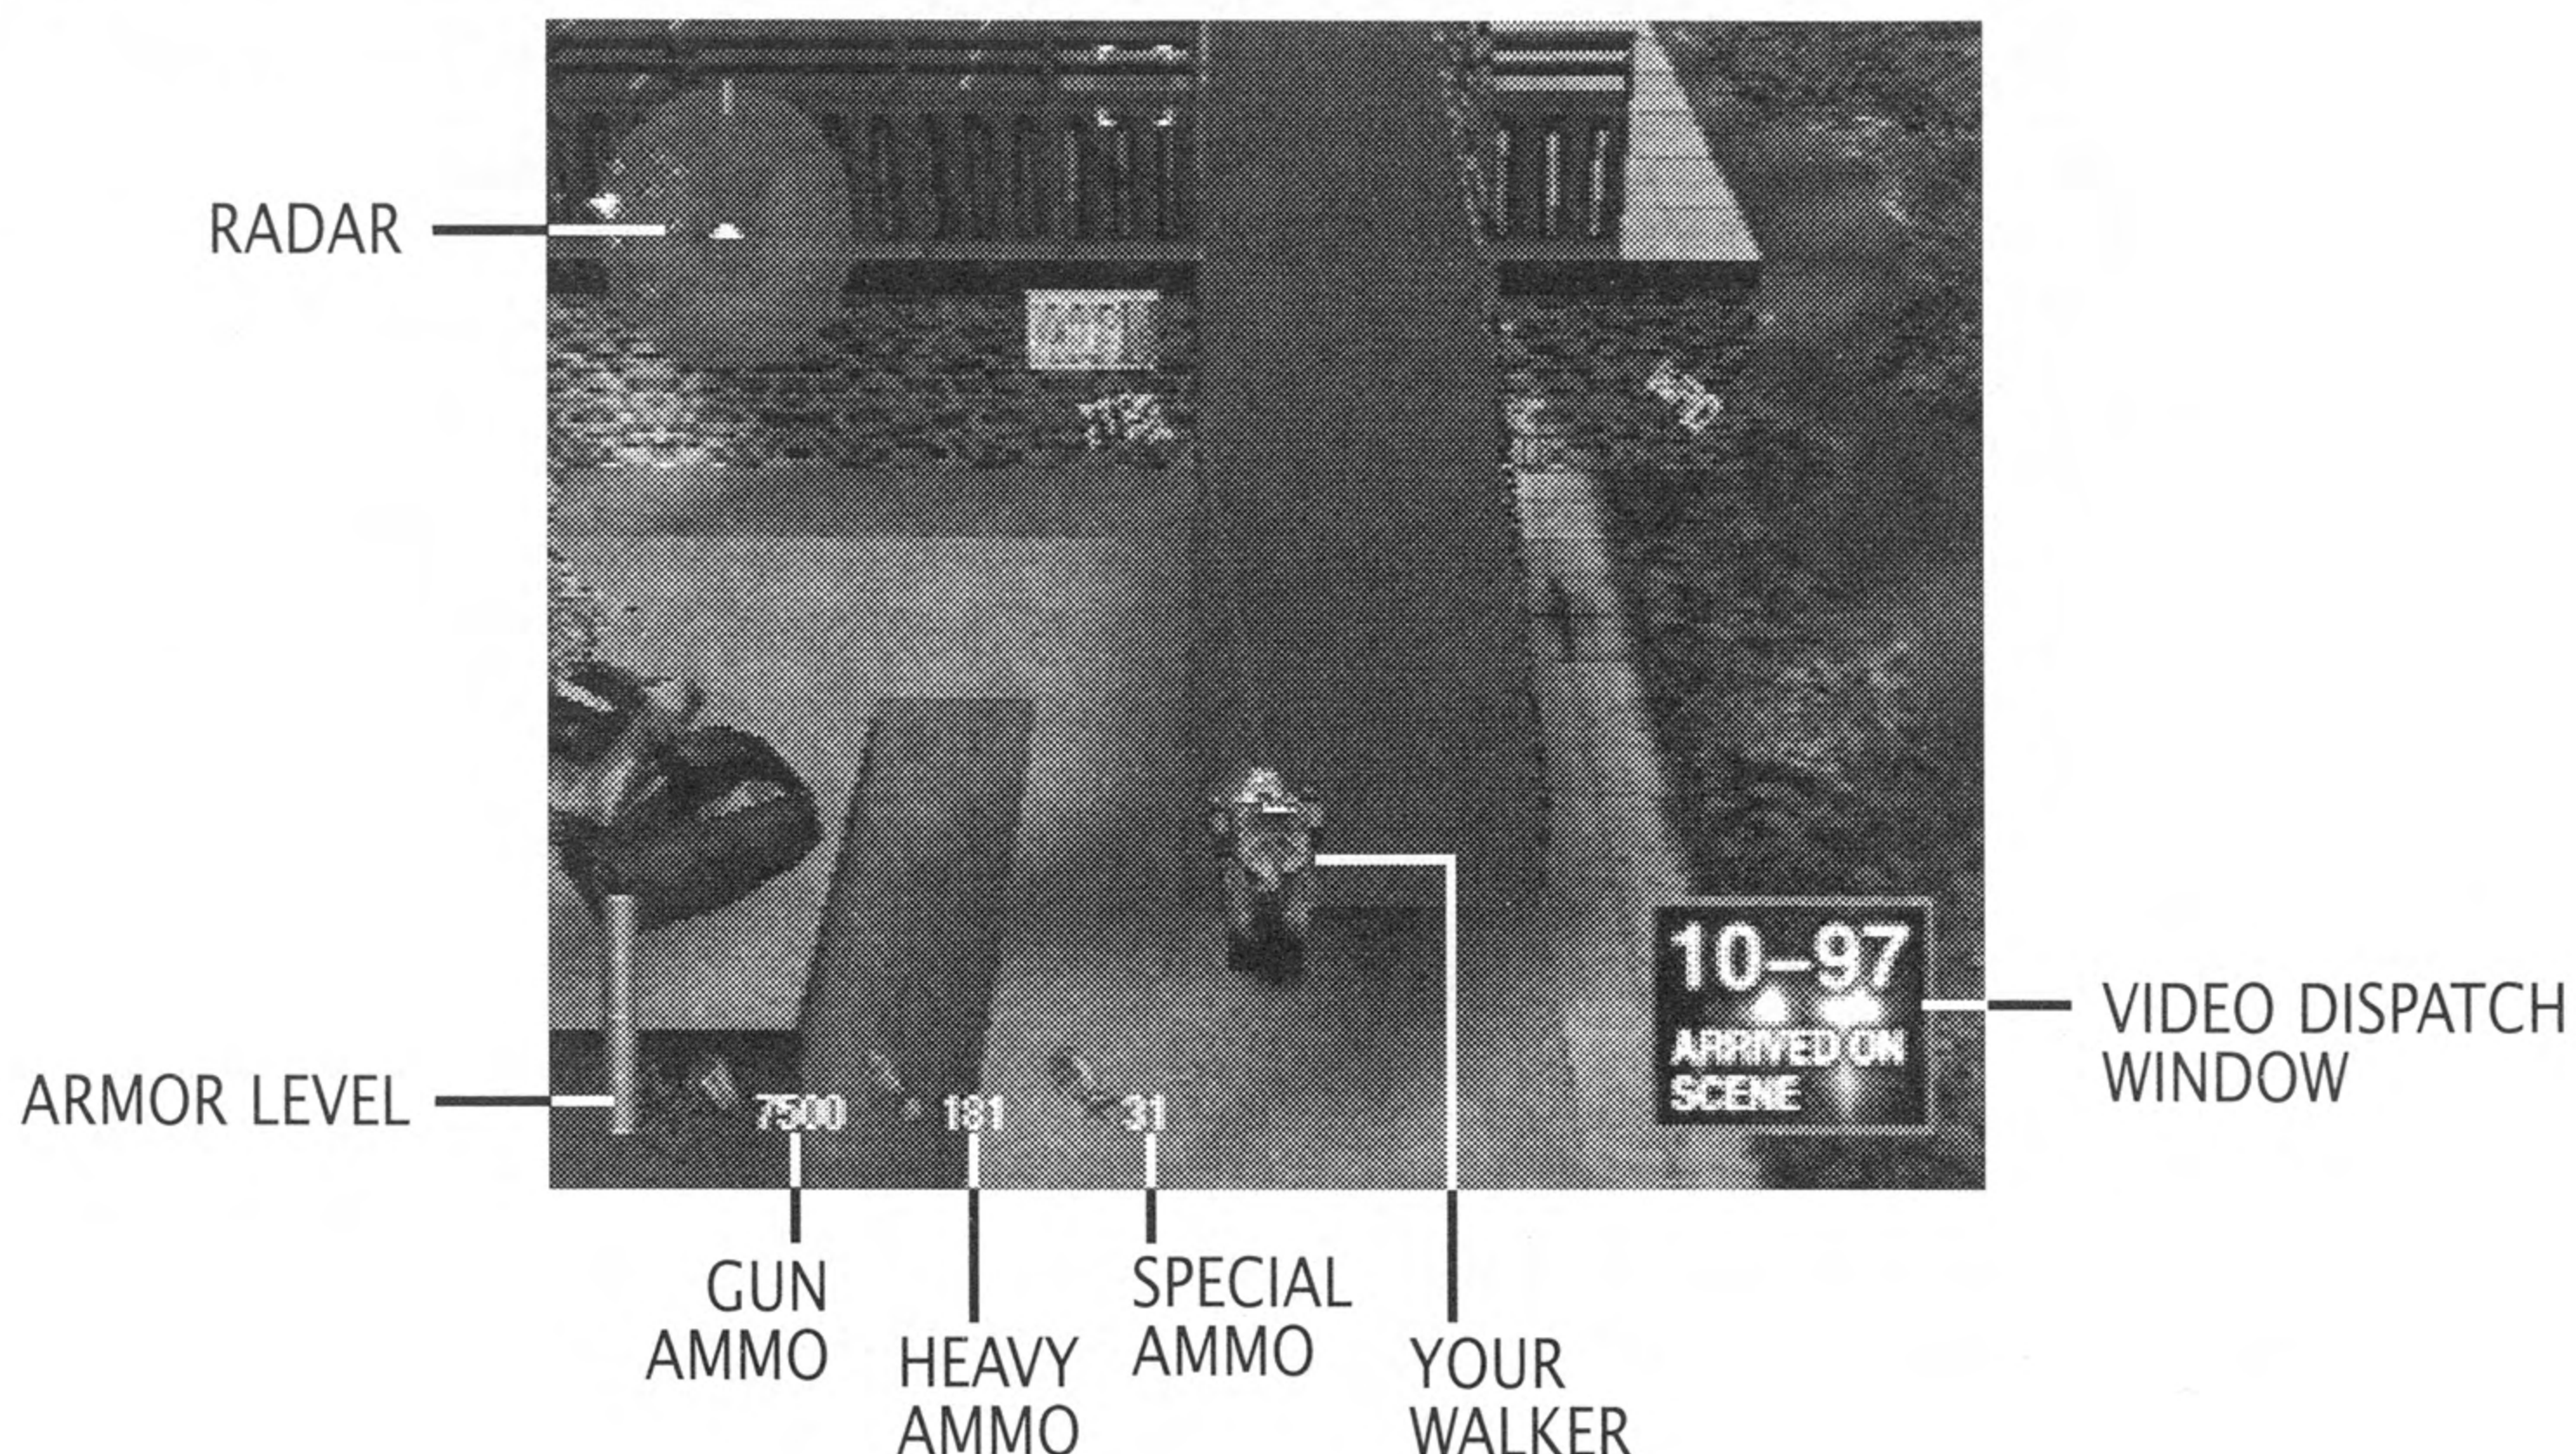 RADAR
10–97
ARRIVED ON
SCENE
VIDEO DISPATCH
WINDOW
ARMOR LEVEL
7500
181
31
GUN
AMMO
HEAVY
AMMO
SPECIAL
AMMO
YOUR
WALKER